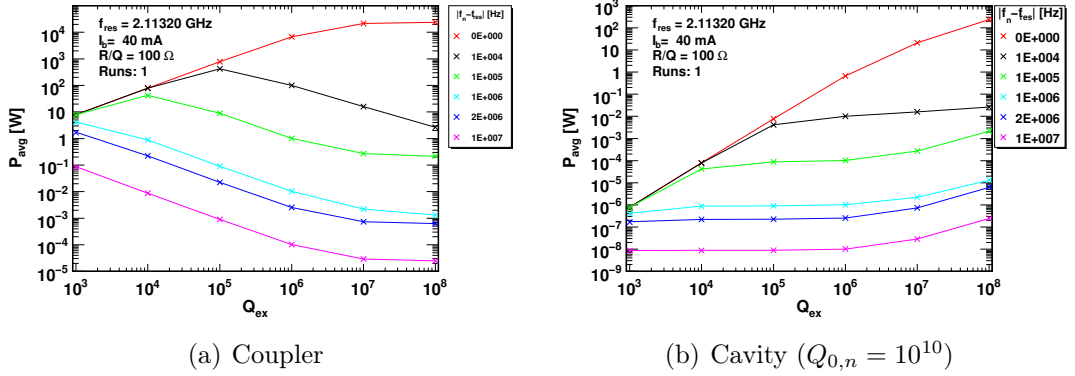 f_res = 2.11320 GHz
I_b= 40 mA
R/Q = 100 Ω
Runs: 1
|f_n−f_res| [Hz]
0E+000
1E+004
1E+005
1E+006
2E+006
1E+007
P_avg [W]
10^4
10^3
10^2
10
1
10^−1
10^−2
10^−3
10^−4
10^−5
10^3 10^4 10^5 10^6 10^7 10^8
Q_ex
(a) Coupler
f_res = 2.11320 GHz
I_b= 40 mA
R/Q = 100 Ω
Runs: 1
|f_n−f_res| [Hz]
0E+000
1E+004
1E+005
1E+006
2E+006
1E+007
P_avg [W]
10^2
10
1
10^−1
10^−2
10^−3
10^−4
10^−5
10^−6
10^−7
10^−8
10^−9
10^3 10^4 10^5 10^6 10^7 10^8
Q_ex
(b) Cavity (Q_{0,n} = 10^{10})